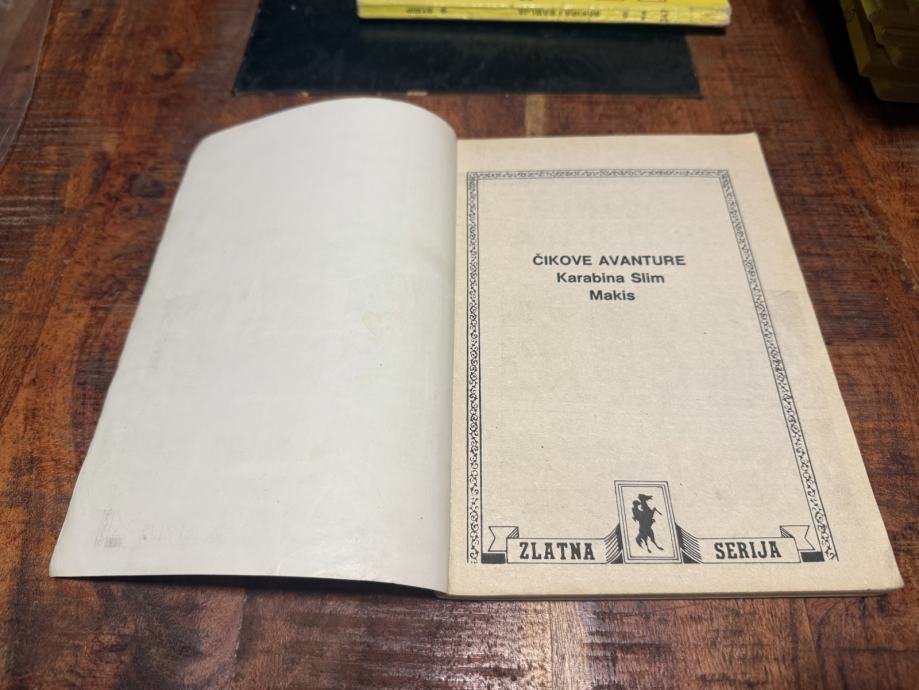 ČIKOVE AVANTURE
Karabina Slim
Makis
ZLATNA SERIJA